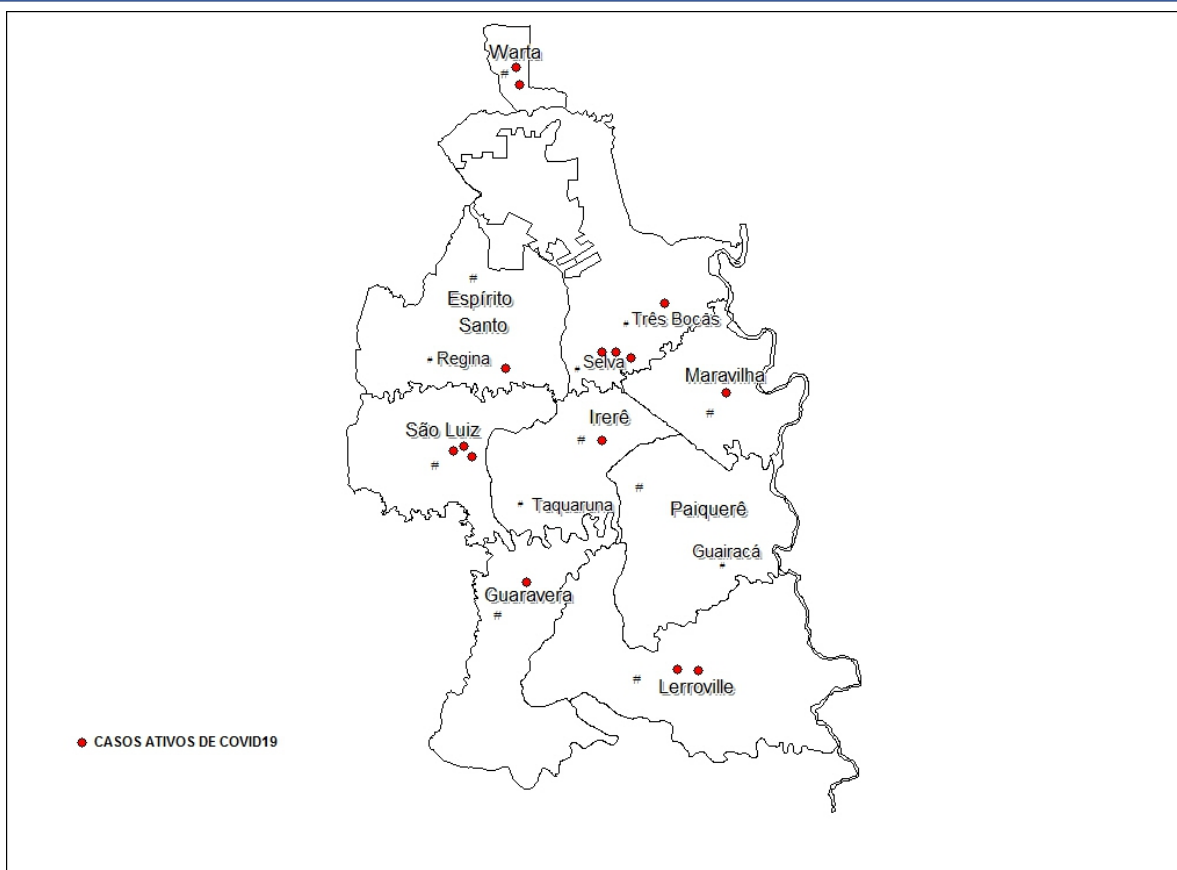 Warta
#
#
Espírito
Santo
Três Bocas
Regina
Selva
Maravilha
#
Irerê
#
São Luiz
#
#
Taquaruna
Paiquerê
Guairacá
Guaravera
#
#
Lerroville
CASOS ATIVOS DE COVID19